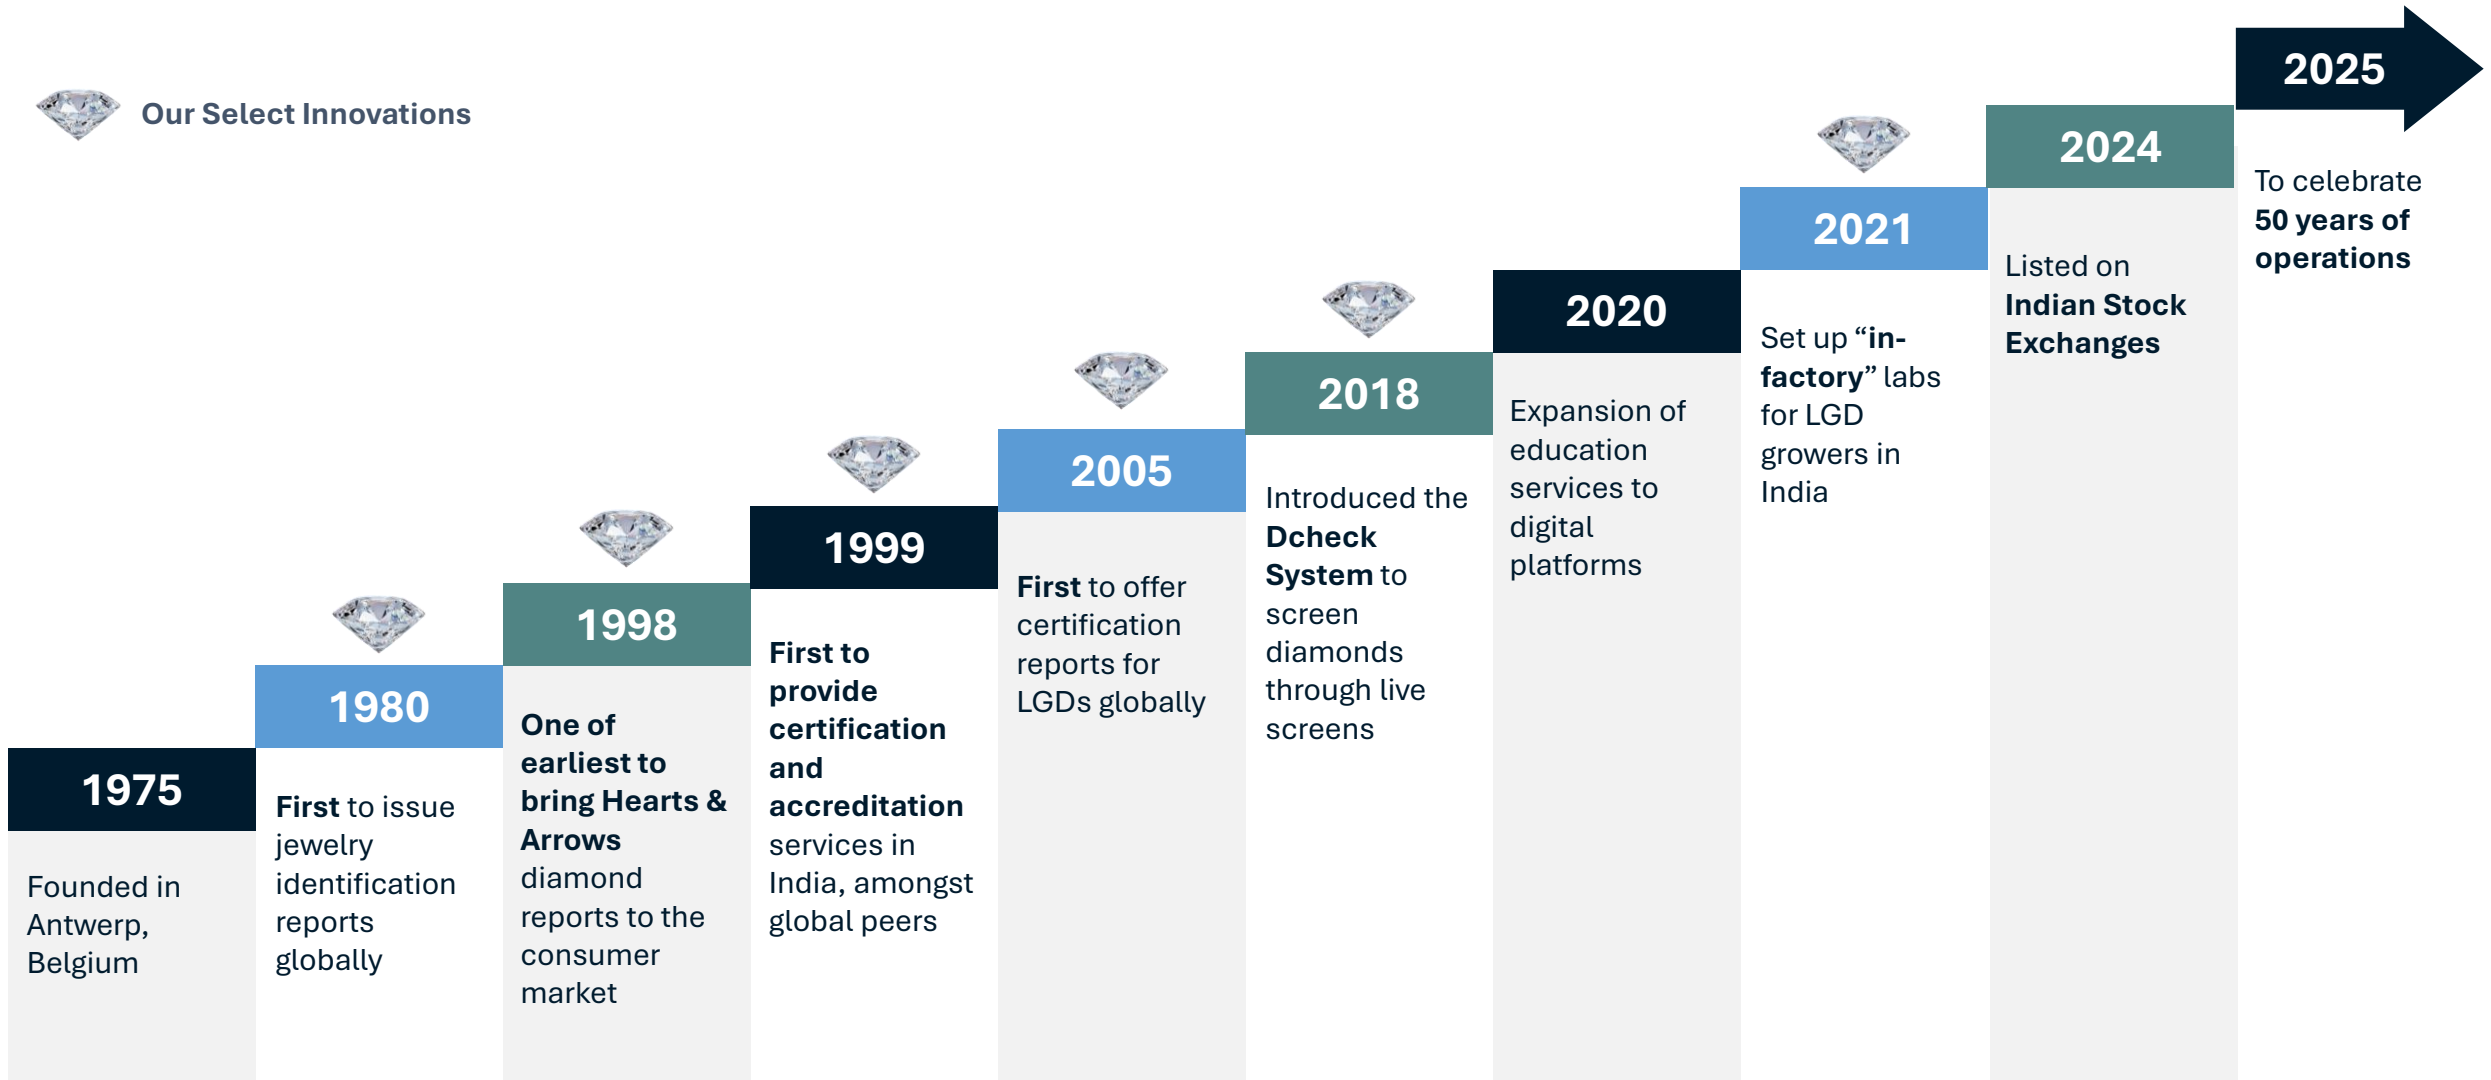 Our Select Innovations
1975
Founded in
Antwerp,
Belgium
1980
First to issue
jewelry
identification
reports
globally
1998
One of
earliest to
bring Hearts &
Arrows
diamond
reports to the
consumer
market
1999
First to
provide
certification
and
accreditation
services in
India, amongst
global peers
2005
First to offer
certification
reports for
LGDs globally
2018
Introduced the
Dcheck
System to
screen
diamonds
through live
screens
2020
Expansion of
education
services to
digital
platforms
2021
Set up “in-
factory” labs
for LGD
growers in
India
2024
Listed on
Indian Stock
Exchanges
2025
To celebrate
50 years of
operations